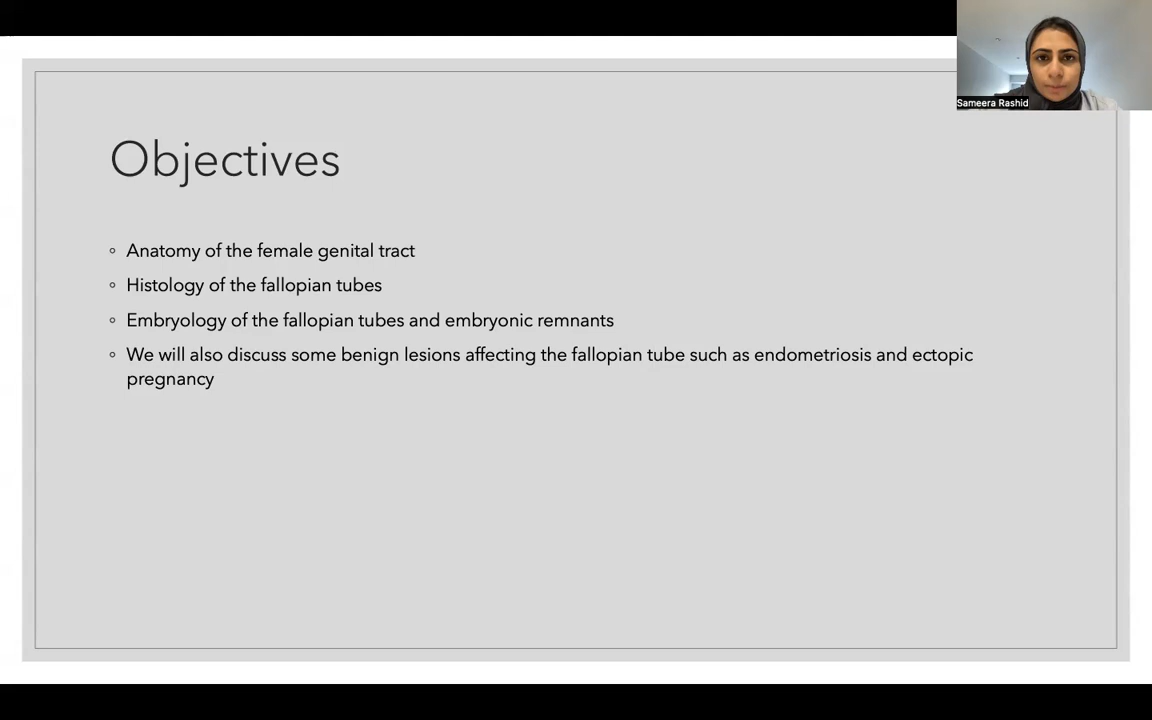 Sameera Rashid
Objectives
◦ Anatomy of the female genital tract
◦ Histology of the fallopian tubes
◦ Embryology of the fallopian tubes and embryonic remnants
◦ We will also discuss some benign lesions affecting the fallopian tube such as endometriosis and ectopic
pregnancy